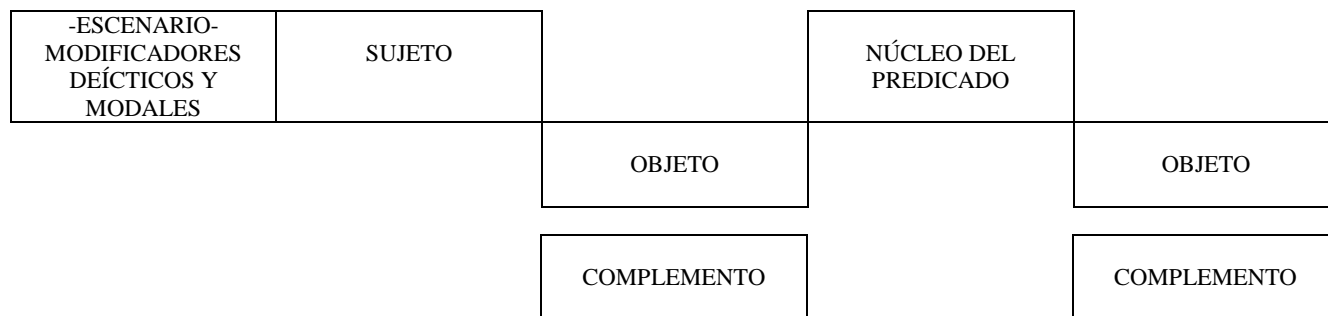 -ESCENARIO-
MODIFICADORES
DEÍCTICOS Y
MODALES
SUJETO
NÚCLEO DEL
PREDICADO
OBJETO
OBJETO
COMPLEMENTO
COMPLEMENTO